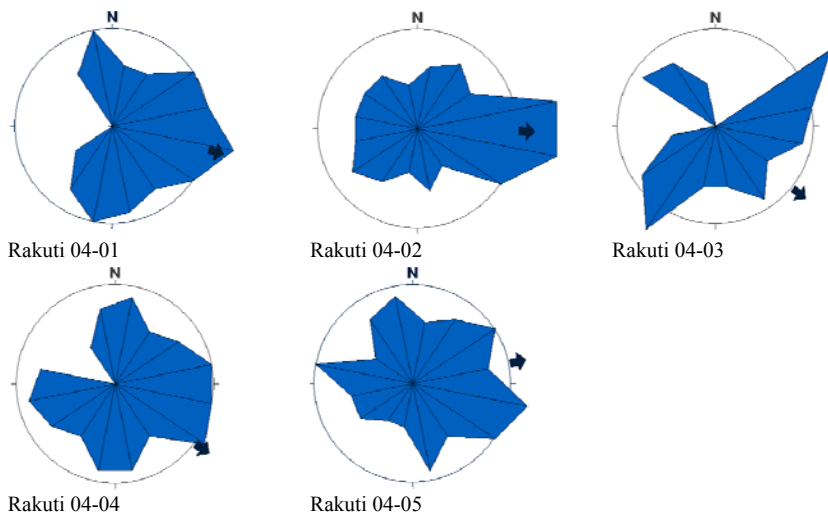 N
N
N
Rakuti 04-01
Rakuti 04-02
Rakuti 04-03
N
N
Rakuti 04-04
Rakuti 04-05